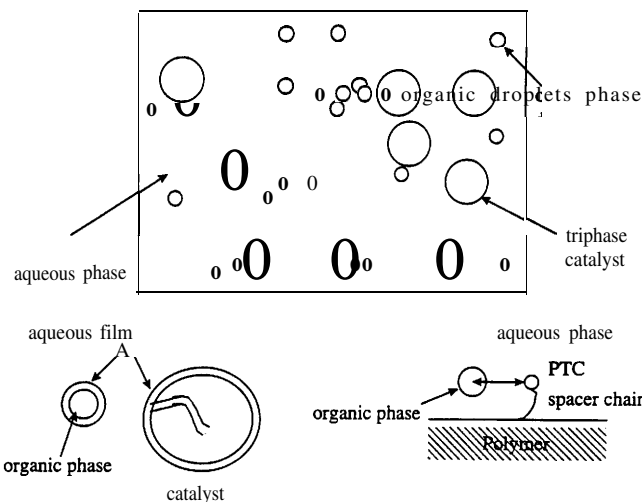 organic droplets phase
aqueous phase
triphase
catalyst
aqueous film
A
organic phase
catalyst
aqueous phase
PTC
spacer chain
organic phase
Polymer